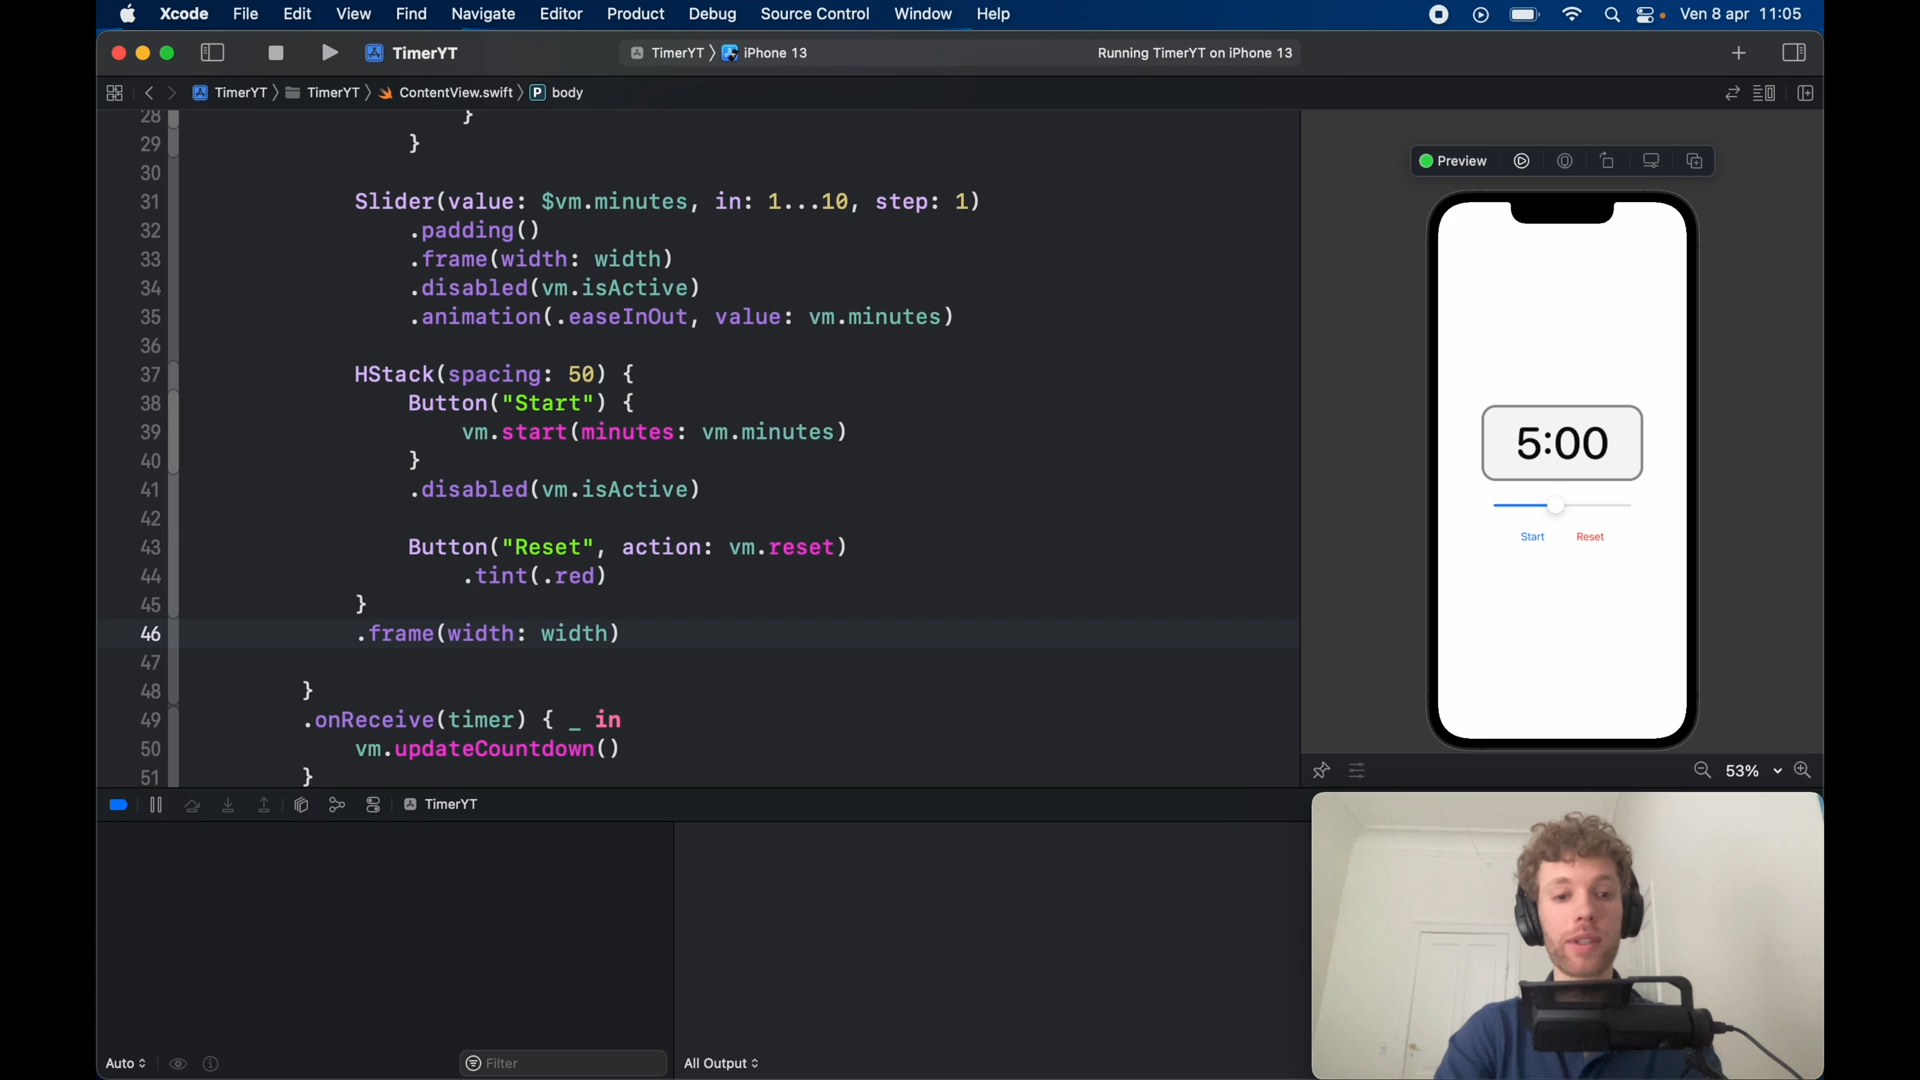 Xcode File Edit View Find Navigate Editor Product Debug Source Control Window Help Ven 8 apr 11:05
TimerYT TimerYT iPhone 13 Running TimerYT on iPhone 13
TimerYT TimerYT ContentView.swift P body
28 }
29 }
30
31 Slider(value: $vm.minutes, in: 1...10, step: 1)
32 .padding()
33 .frame(width: width)
34 .disabled(vm.isActive)
35 .animation(.easeInOut, value: vm.minutes)
36
37 HStack(spacing: 50) {
38 Button("Start") {
39 vm.start(minutes: vm.minutes)
40 }
41 .disabled(vm.isActive)
42
43 Button("Reset", action: vm.reset)
44 .tint(.red)
45 }
46 .frame(width: width)
47
48 }
49 .onReceive(timer) { _ in
50 vm.updateCountdown()
51 }
Preview
5:00
Start Reset
53%
TimerYT
Auto Filter All Output